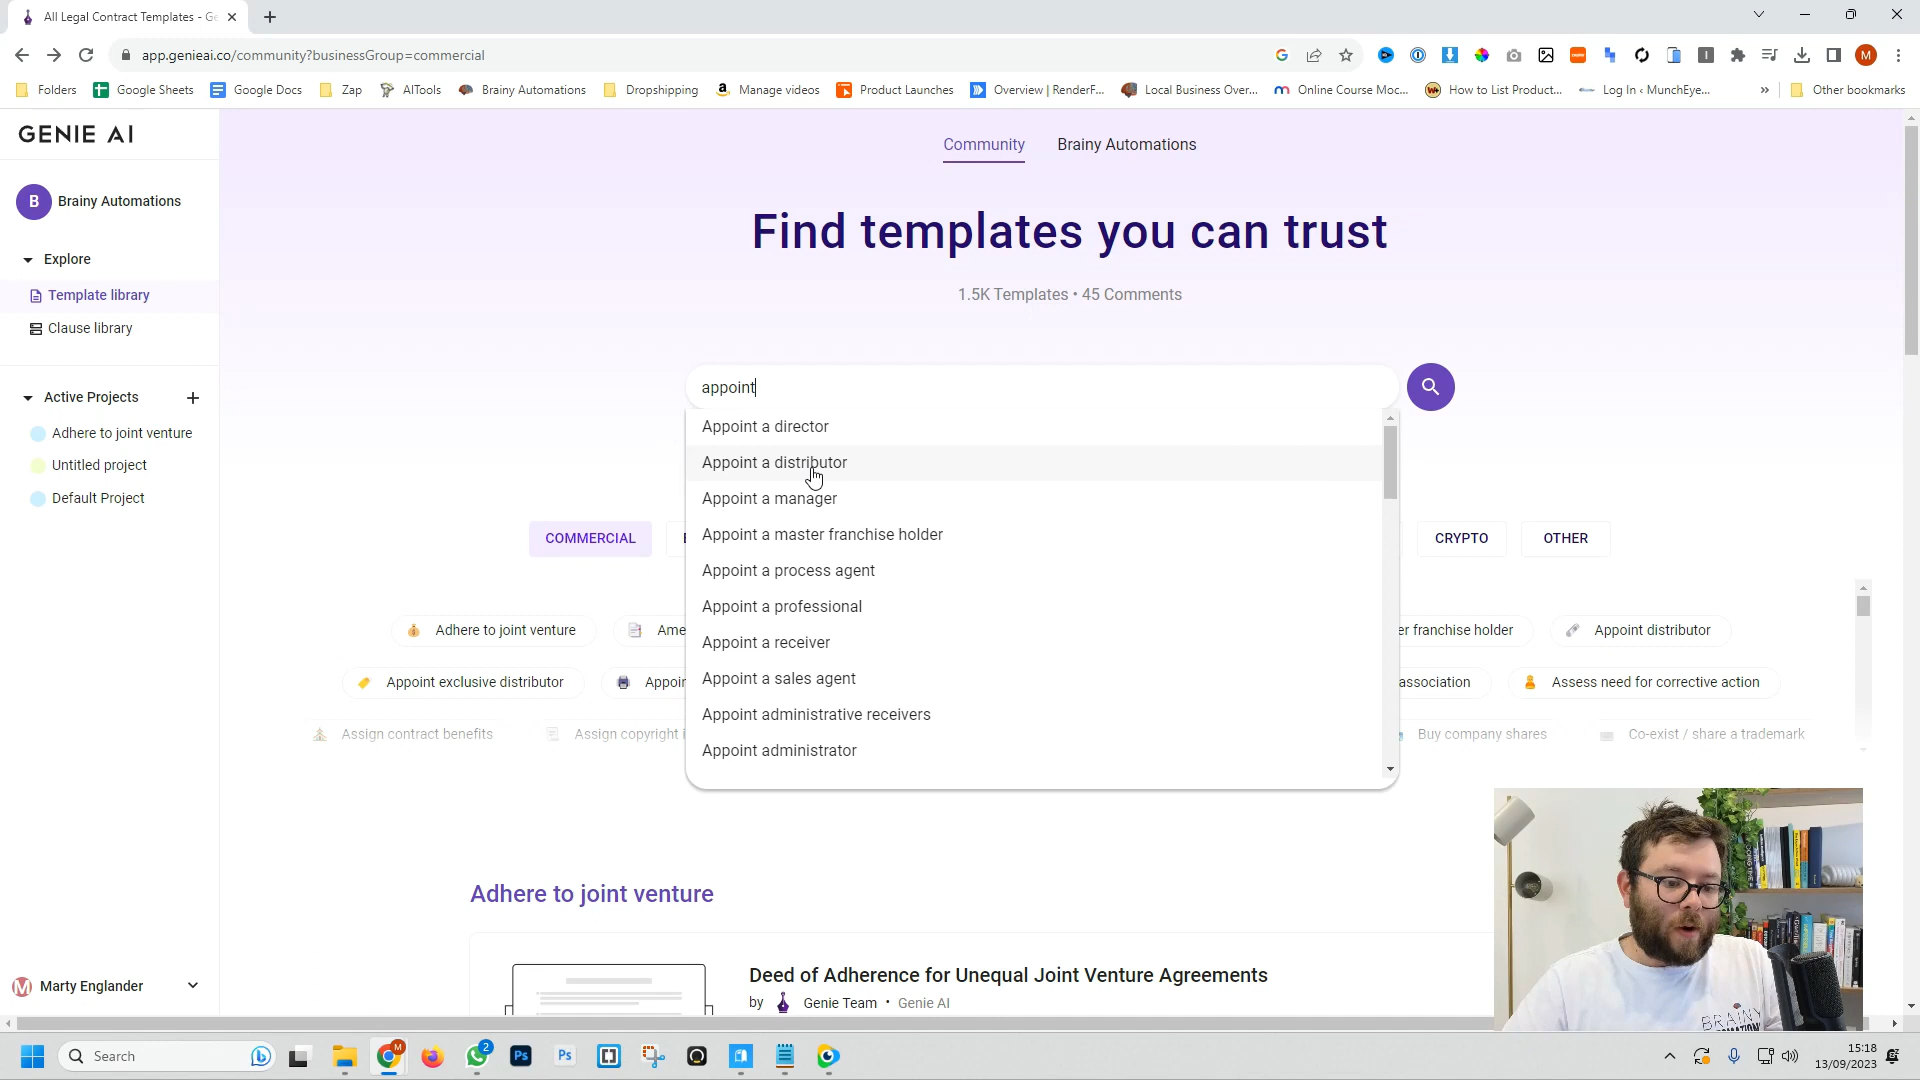 All Legal Contract Templates - Ge
app.genieai.co/community?businessGroup=commercial
Folders Google Sheets Google Docs Zap AITools Brainy Automations Dropshipping Manage videos Product Launches Overview | RenderF... Local Business Over... Online Course Moc... How to List Product... Log In ‹ MunchEye... » Other bookmarks
GENIE AI
Community Brainy Automations
B Brainy Automations
Find templates you can trust
Explore
Template library
1.5K Templates • 45 Comments
Clause library
appoint
Active Projects +
Appoint a director
Adhere to joint venture
Appoint a distributor
Untitled project
Appoint a manager
Default Project
Appoint a master franchise holder
COMMERCIAL CRYPTO OTHER
Appoint a process agent
Appoint a professional
Adhere to joint venture Ame er franchise holder Appoint distributor
Appoint a receiver
Appoint exclusive distributor Appoin association Assess need for corrective action
Appoint a sales agent
Appoint administrative receivers
Assign contract benefits Assign copyright i Buy company shares Co-exist / share a trademark
Appoint administrator
Adhere to joint venture
Deed of Adherence for Unequal Joint Venture Agreements
by Genie Team • Genie AI
M Marty Englander
BRAINY
Search
M
2
Ps
Ps
15:18
13/09/2023